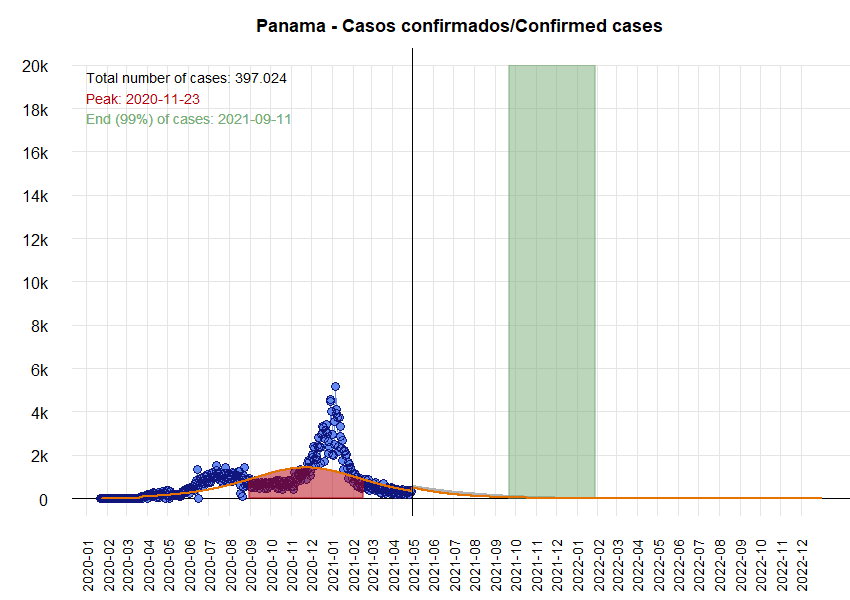 Panama - Casos confirmados/Confirmed cases
20k
18k
16k
14k
12k
10k
8k
6k
4k
2k
0
Total number of cases: 397.024
Peak: 2020-11-23
End (99%) of cases: 2021-09-11
2020-01
2020-02
2020-03
2020-04
2020-05
2020-06
2020-07
2020-08
2020-09
2020-10
2020-11
2020-12
2021-01
2021-02
2021-03
2021-04
2021-05
2021-06
2021-07
2021-08
2021-09
2021-10
2021-11
2021-12
2022-01
2022-02
2022-03
2022-04
2022-05
2022-06
2022-07
2022-08
2022-09
2022-10
2022-11
2022-12